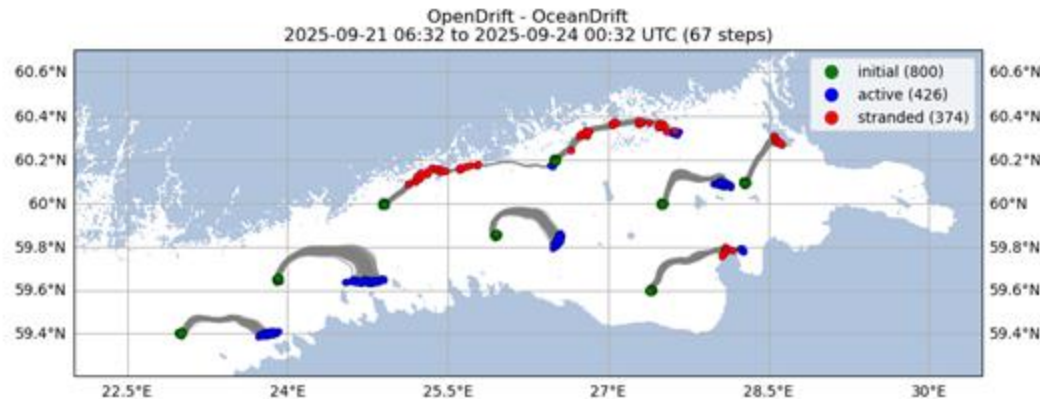 OpenDrift - OceanDrift
2025-09-21 06:32 to 2025-09-24 00:32 UTC (67 steps)
initial (800)
active (426)
stranded (374)
60.6°N 60.6°N
60.4°N 60.4°N
60.2°N 60.2°N
60°N 60°N
59.8°N 59.8°N
59.6°N 59.6°N
59.4°N 59.4°N
22.5°E 24°E 25.5°E 27°E 28.5°E 30°E